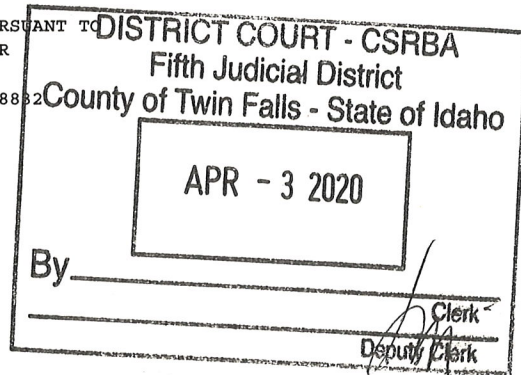 RSUANT TO
R
8882
DISTRICT COURT - CSRBA
Fifth Judicial District
County of Twin Falls - State of Idaho
APR - 3 2020
By
Clerk
Deputy Clerk